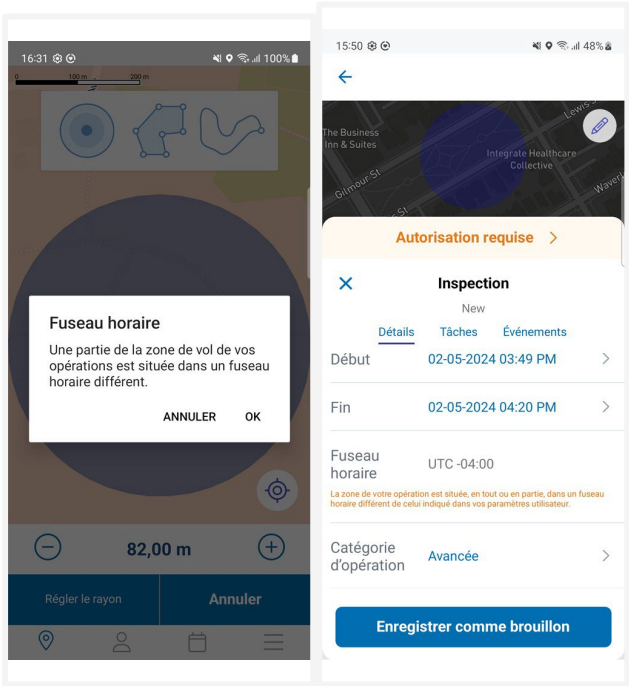 16:31
100%
0 100 m 200 m
Fuseau horaire
Une partie de la zone de vol de vos
opérations est située dans un fuseau
horaire différent.
ANNULER OK
82,00 m
Régler le rayon Annuler
15:50
48%
The Business
Inn & Suites
Lewis S
Integrate Healthcare
Collective
Gilmour St
Waverl
St
Autorisation requise
Inspection
New
Détails Tâches Événements
Début 02-05-2024 03:49 PM
Fin 02-05-2024 04:20 PM
Fuseau
horaire
UTC -04:00
La zone de votre opération est située, en tout ou en partie, dans un fuseau
horaire différent de celui indiqué dans vos paramètres utilisateur.
Catégorie
d'opération
Avancée
Enregistrer comme brouillon